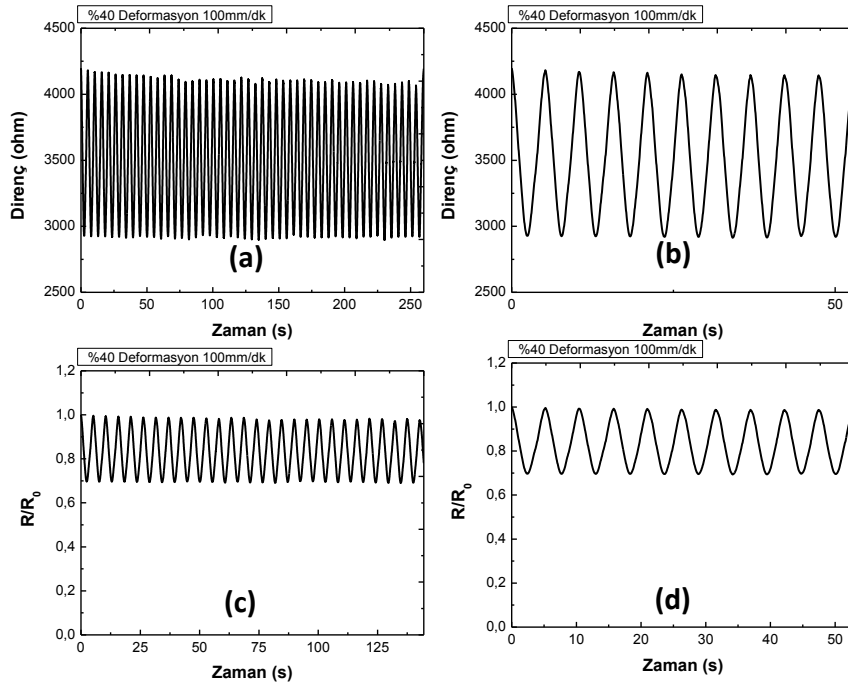 %40 Deformasyon 100mm/dk
4500
4000
3500
3000
2500
Direnç (ohm)
(a)
0 50 100 150 200 250
Zaman (s)
%40 Deformasyon 100mm/dk
4500
4000
3500
3000
2500
Direnç (ohm)
(b)
0 50
Zaman (s)
%40 Deformasyon 100mm/dk
1,2
1,0
0,8
0,6
0,4
0,2
0,0
R/R0
(c)
0 25 50 75 100 125
Zaman (s)
%40 Deformasyon 100mm/dk
1,2
1,0
0,8
0,6
0,4
0,2
0,0
R/R0
(d)
0 10 20 30 40 50
Zaman (s)